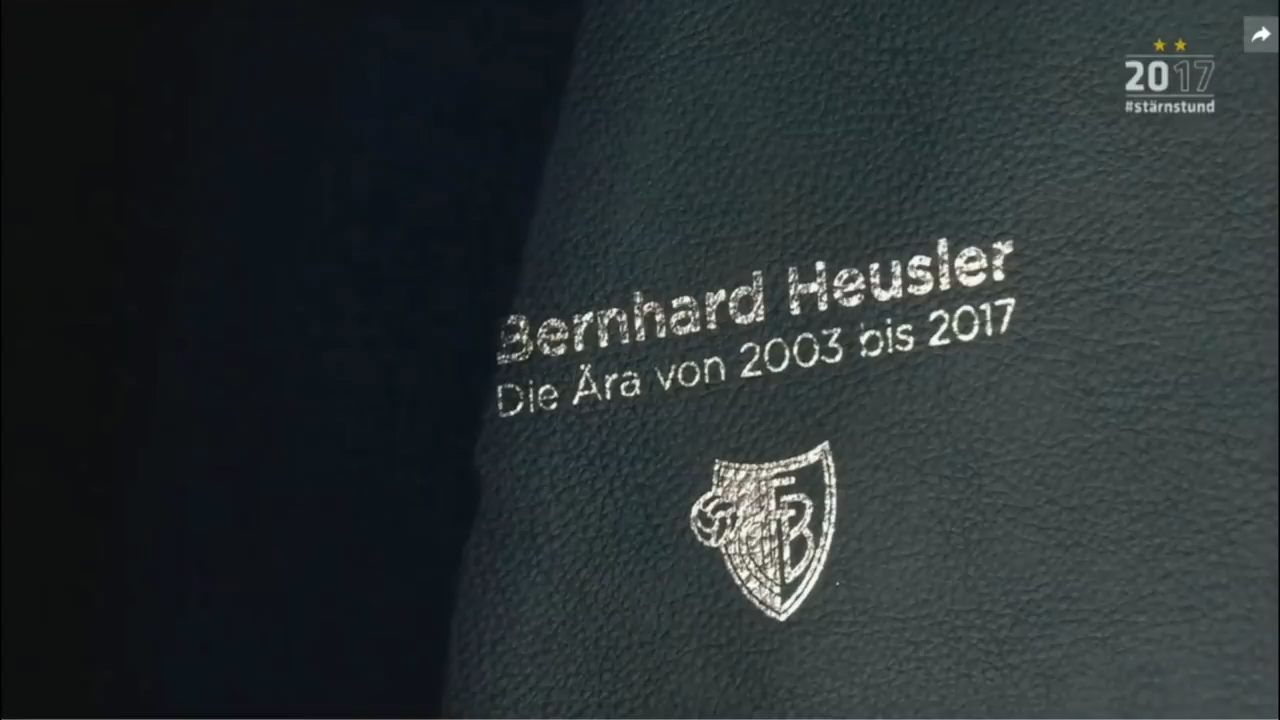 2017
#stärnstund
Bernhard Heusler
Die Ära von 2003 bis 2017
FCB